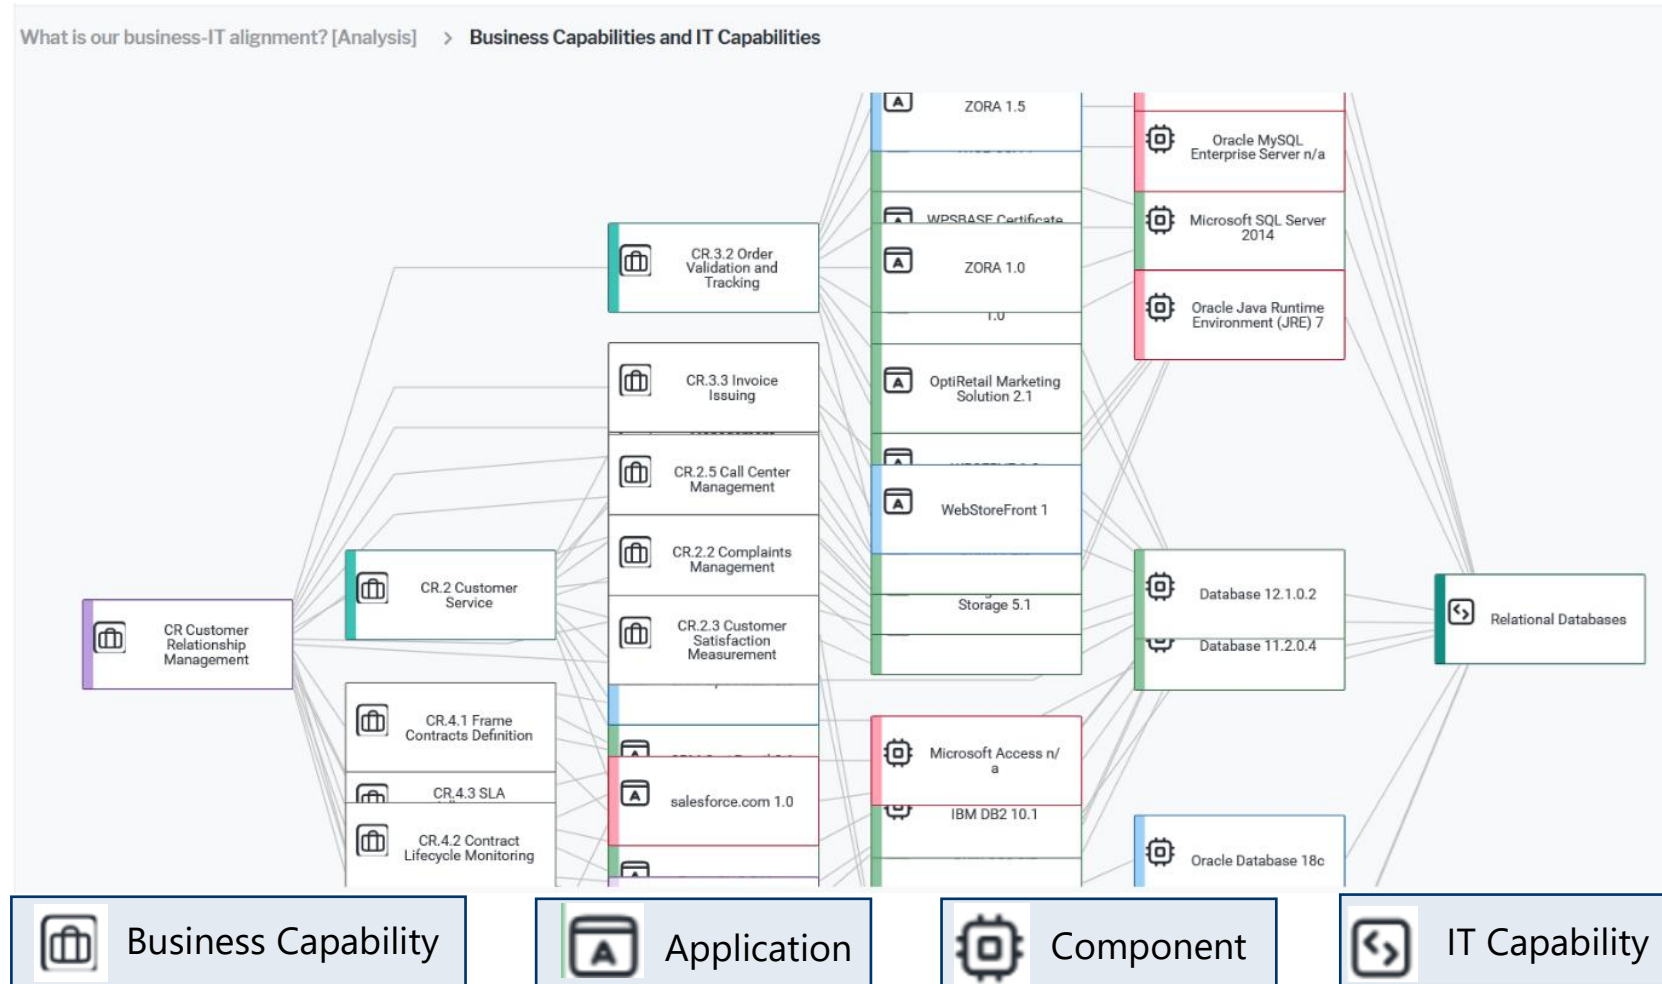 What is our business-IT alignment? [Analysis] > Business Capabilities and IT Capabilities
ZORA 1.5
Oracle MySQL
Enterprise Server n/a
WPSBASE Certificate
Microsoft SQL Server
2014
CR.3.2 Order
Validation and
Tracking
ZORA 1.0
Oracle Java Runtime
Environment (JRE) 7
1.0
CR.3.3 Invoice
Issuing
OptiRetail Marketing
Solution 2.1
CR.2.5 Call Center
Management
WebStoreFront 1
CR.2.2 Complaints
Management
CR.2 Customer
Service
Storage 5.1
Database 12.1.0.2
Relational Databases
CR Customer
Relationship
Management
CR.2.3 Customer
Satisfaction
Measurement
Database 11.2.0.4
CR.4.1 Frame
Contracts Definition
Microsoft Access n/
a
CR.4.3 SLA
salesforce.com 1.0
IBM DB2 10.1
CR.4.2 Contract
Lifecycle Monitoring
Oracle Database 18c
Business Capability
Application
Component
IT Capability